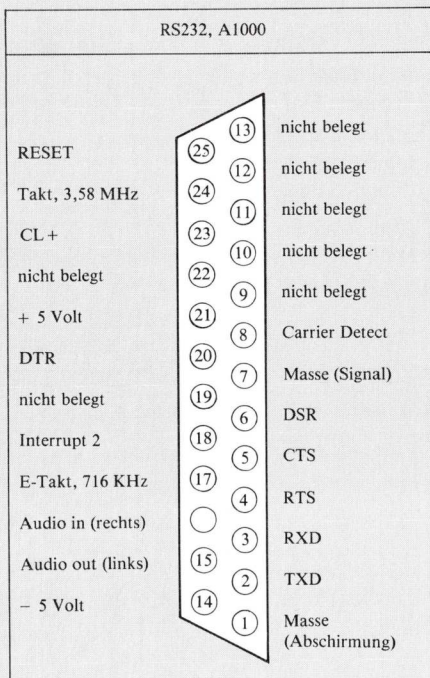 RS232, A1000
RESET
Takt, 3,58 MHz
CL +
nicht belegt
+ 5 Volt
DTR
nicht belegt
Interrupt 2
E-Takt, 716 KHz
Audio in (rechts)
Audio out (links)
− 5 Volt
25
24
23
22
21
20
19
18
17
15
14
13
12
11
10
9
8
7
6
5
4
3
2
1
nicht belegt
nicht belegt
nicht belegt
nicht belegt
nicht belegt
Carrier Detect
Masse (Signal)
DSR
CTS
RTS
RXD
TXD
Masse
(Abschirmung)